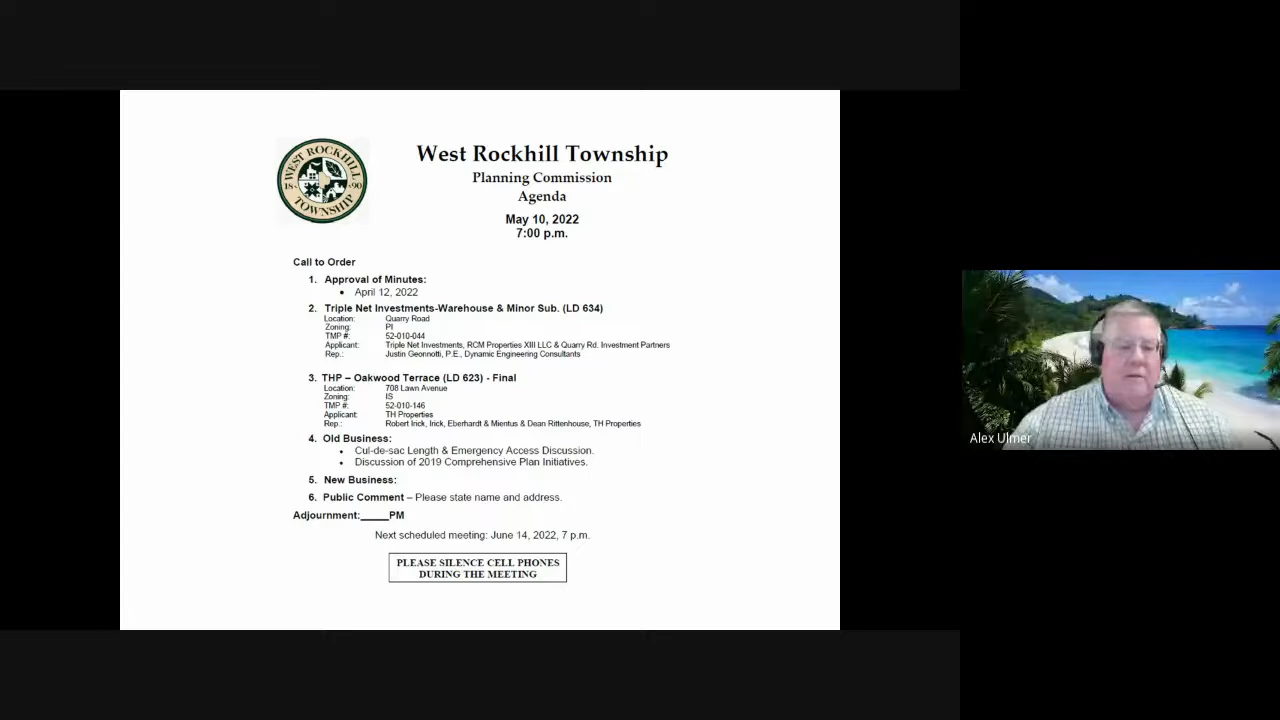 WEST ROCKHILL
18 90
TOWNSHIP
West Rockhill Township
Planning Commission
Agenda
May 10, 2022
7:00 p.m.
Call to Order
1. Approval of Minutes:
• April 12, 2022
2. Triple Net Investments-Warehouse & Minor Sub. (LD 634)
Location: Quarry Road
Zoning: PI
TMP #: 52-010-044
Applicant: Triple Net Investments, RCM Properties XIII LLC & Quarry Rd. Investment Partners
Rep.: Justin Geonnotti, P.E., Dynamic Engineering Consultants
3. THP – Oakwood Terrace (LD 623) - Final
Location: 708 Lawn Avenue
Zoning: IS
TMP #: 52-010-146
Applicant: TH Properties
Rep.: Robert Irick, Irick, Eberhardt & Mientus & Dean Rittenhouse, TH Properties
4. Old Business:
• Cul-de-sac Length & Emergency Access Discussion.
• Discussion of 2019 Comprehensive Plan Initiatives.
5. New Business:
6. Public Comment – Please state name and address.
Adjournment:_____PM
Next scheduled meeting: June 14, 2022, 7 p.m.
PLEASE SILENCE CELL PHONES
DURING THE MEETING
Alex Ulmer